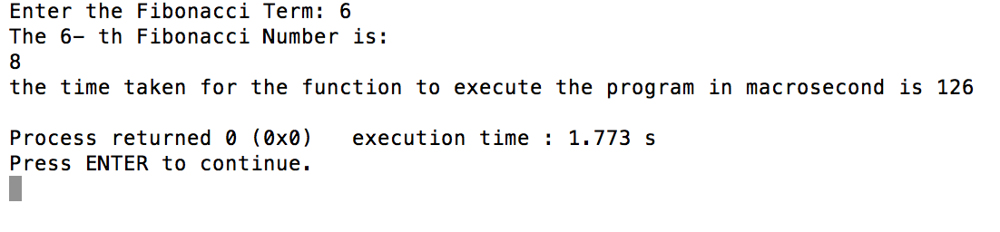 Enter the Fibonacci Term: 6
The 6- th Fibonacci Number is:
8
the time taken for the function to execute the program in macrosecond is 126
Process returned 0 (0x0)   execution time : 1.773 s
Press ENTER to continue.